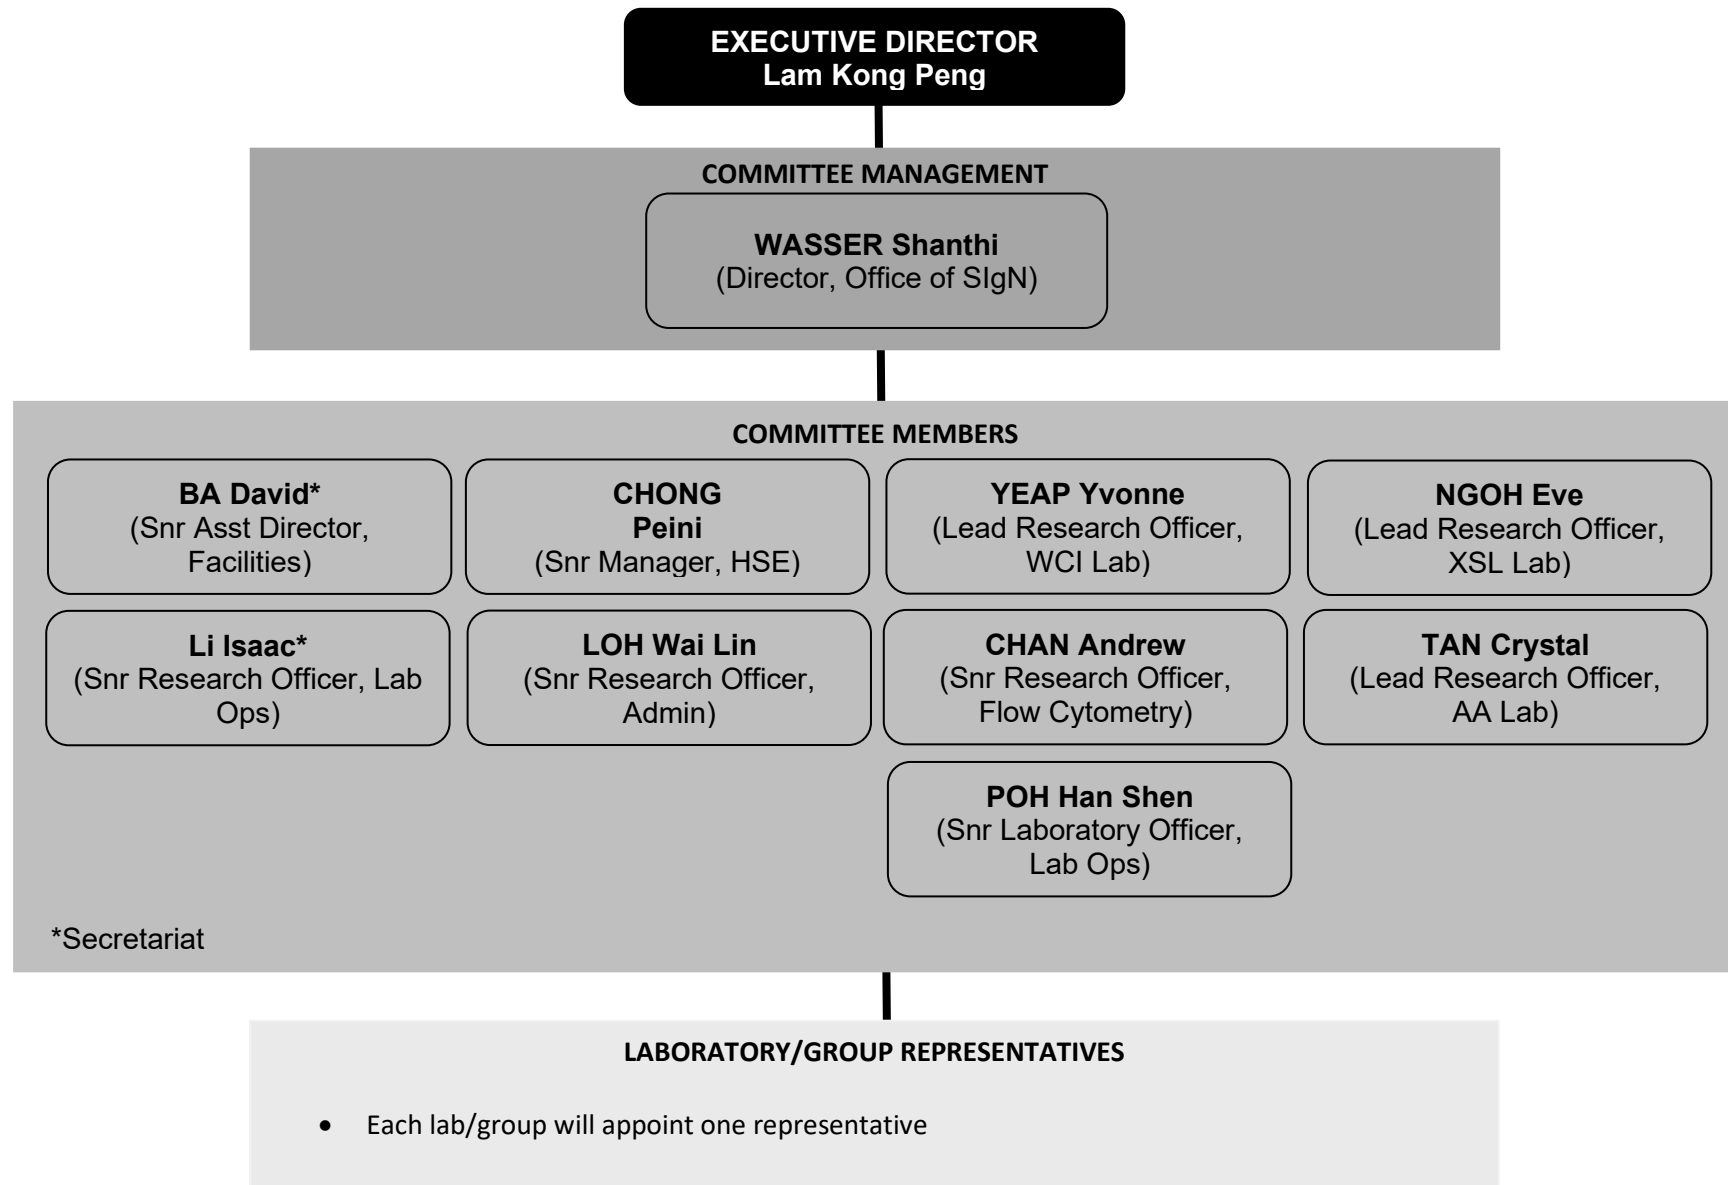 EXECUTIVE DIRECTOR
Lam Kong Peng
COMMITTEE MANAGEMENT
WASSER Shanthi
(Director, Office of SIgN)
COMMITTEE MEMBERS
BA David*
(Snr Asst Director,
Facilities)
CHONG
Peini
(Snr Manager, HSE)
YEAP Yvonne
(Lead Research Officer,
WCI Lab)
NGOH Eve
(Lead Research Officer,
XSL Lab)
Li Isaac*
(Snr Research Officer, Lab
Ops)
LOH Wai Lin
(Snr Research Officer,
Admin)
CHAN Andrew
(Snr Research Officer,
Flow Cytometry)
TAN Crystal
(Lead Research Officer,
AA Lab)
POH Han Shen
(Snr Laboratory Officer,
Lab Ops)
*Secretariat
LABORATORY/GROUP REPRESENTATIVES
• Each lab/group will appoint one representative